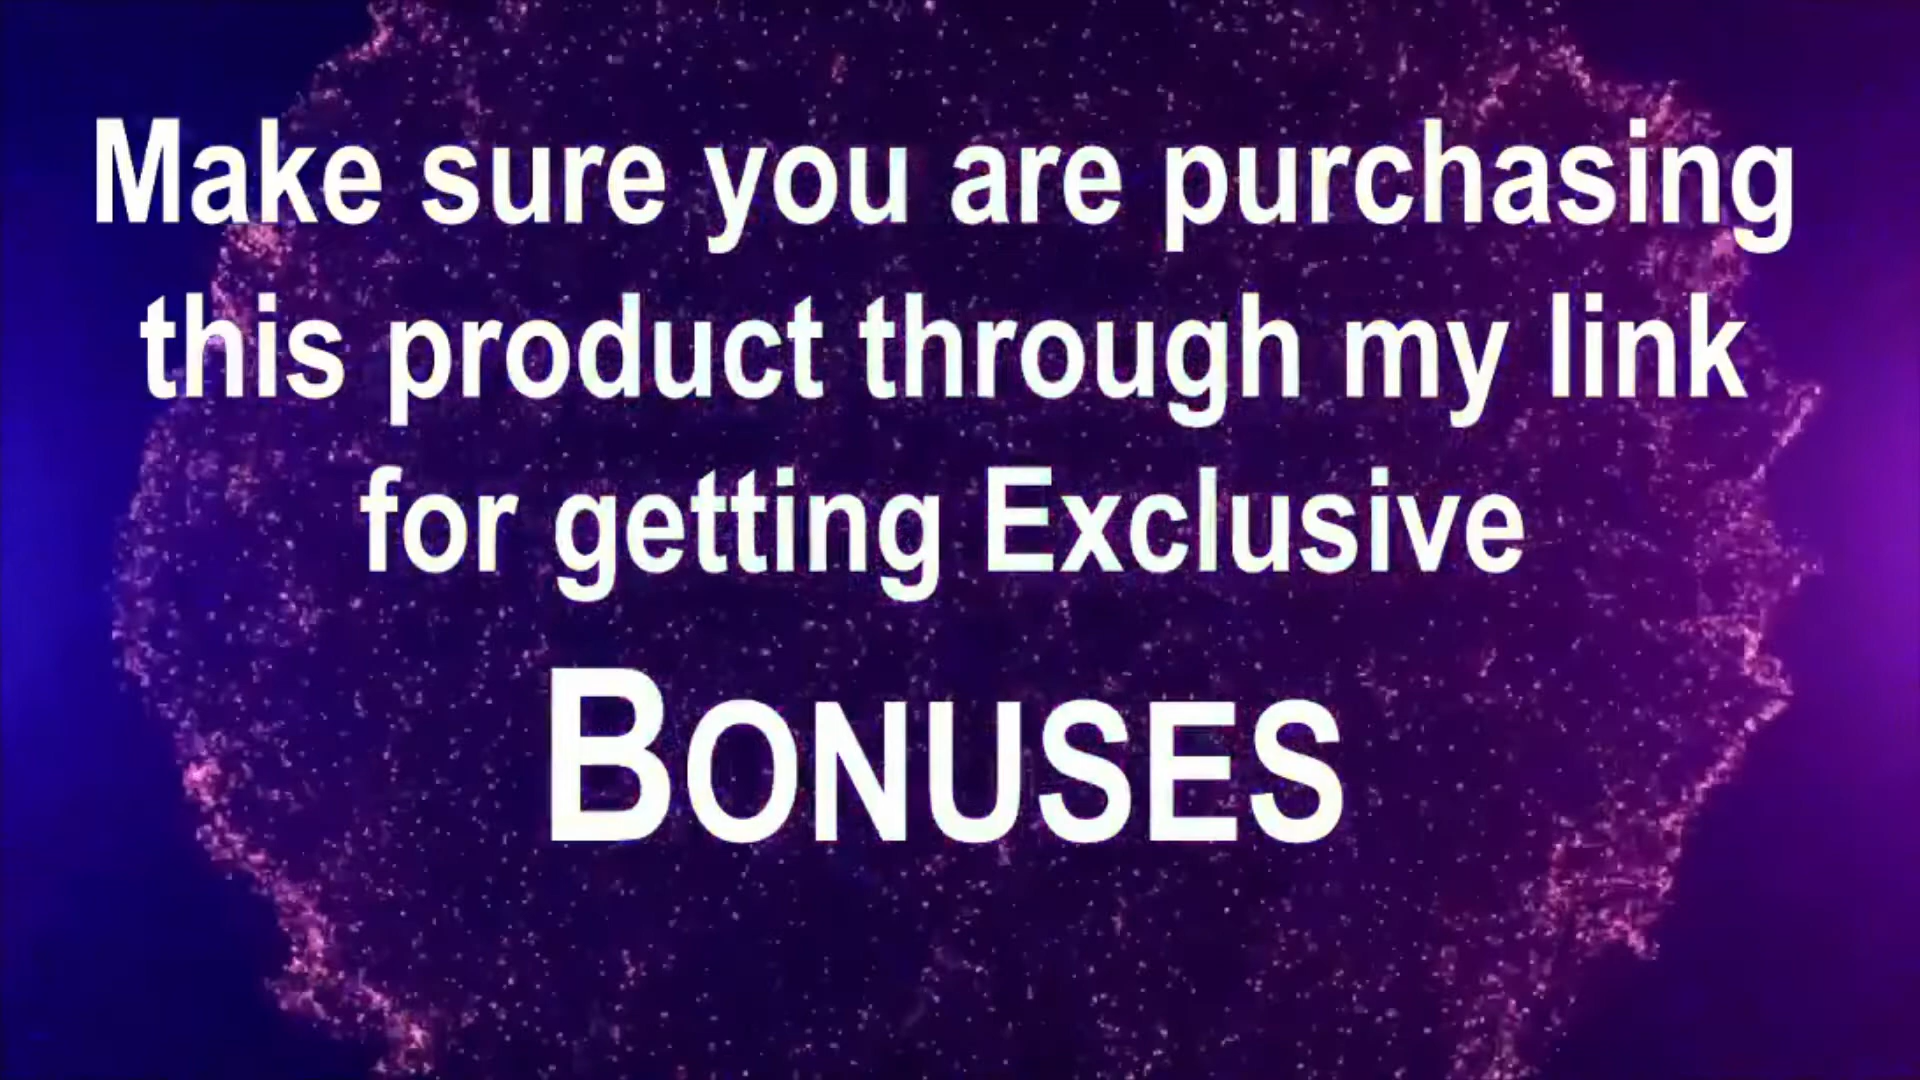 Make sure you are purchasing
this product through my link
for getting Exclusive
BONUSES